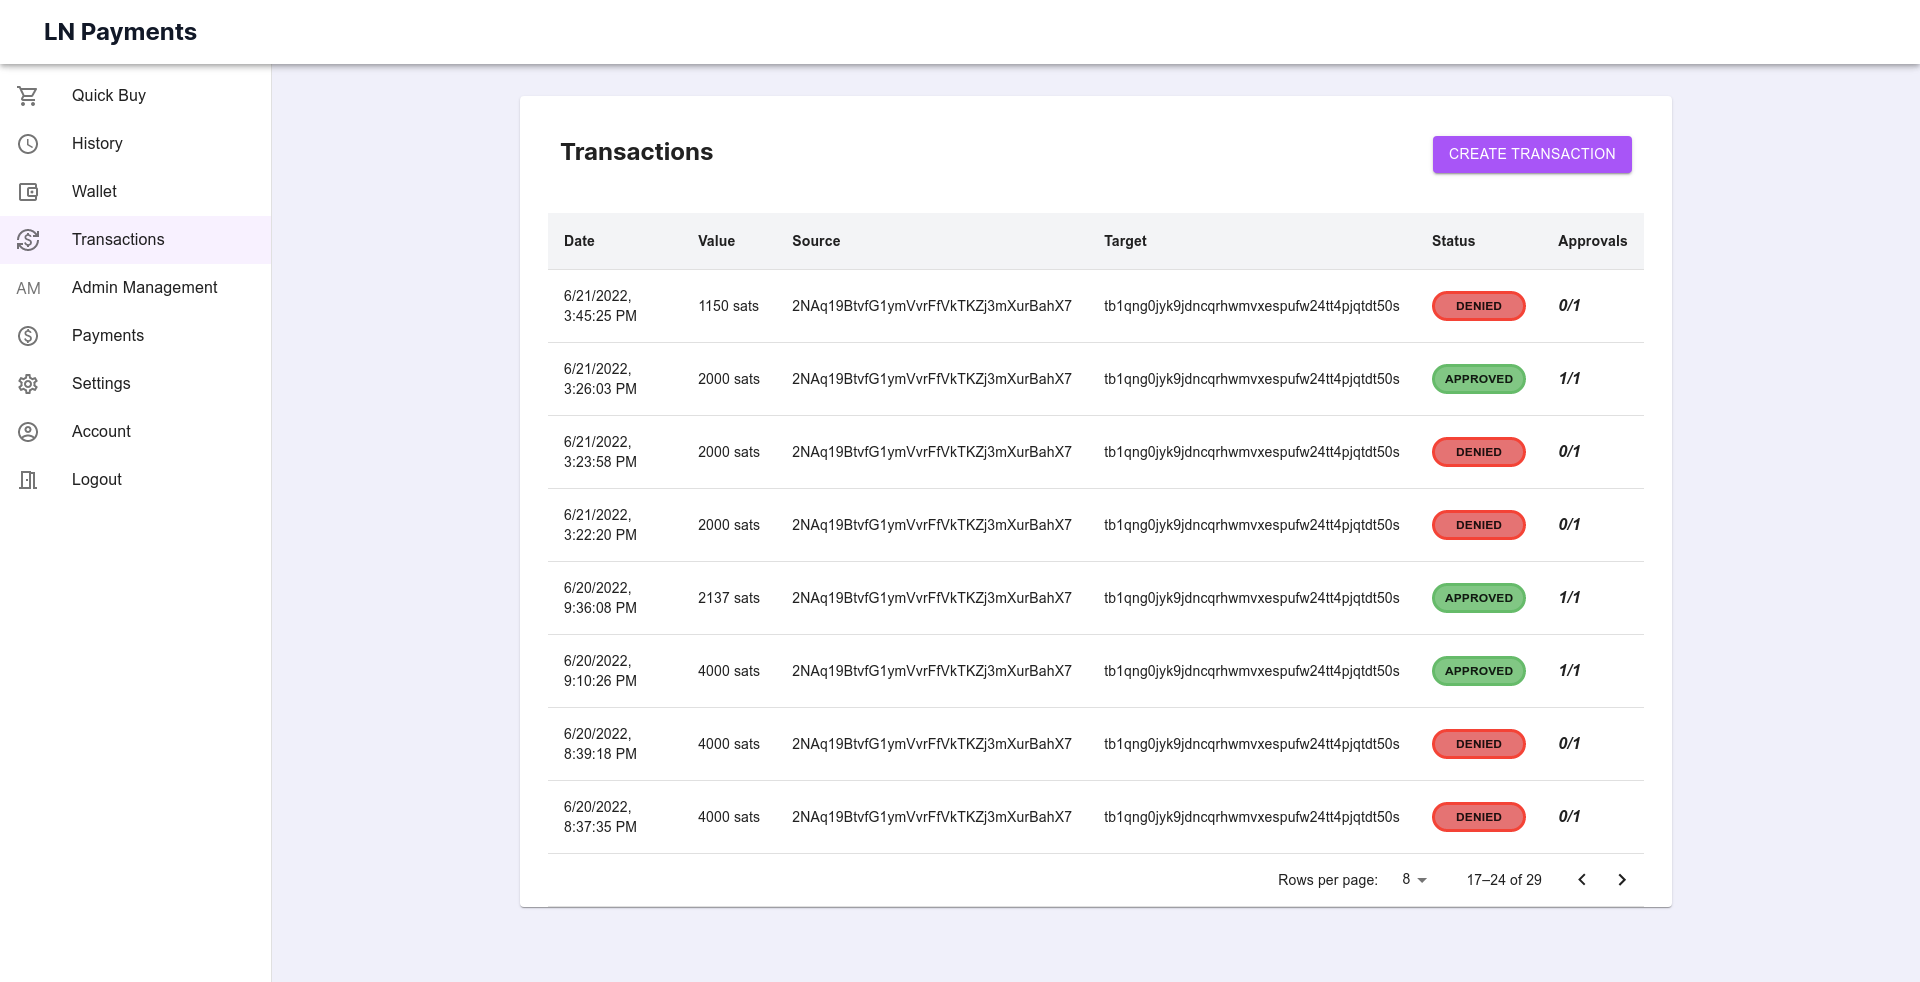 LN Payments
Quick Buy
History
Wallet
Transactions
AM Admin Management
Payments
Settings
Account
Logout
Transactions
CREATE TRANSACTION
Date Value Source Target Status Approvals
6/21/2022,
3:45:25 PM 1150 sats 2NAq19BtvfG1ymVvrFfVkTKZj3mXurBahX7 tb1qng0jyk9jdncqrhwmvxespufw24tt4pjqtdt50s DENIED 0/1
6/21/2022,
3:26:03 PM 2000 sats 2NAq19BtvfG1ymVvrFfVkTKZj3mXurBahX7 tb1qng0jyk9jdncqrhwmvxespufw24tt4pjqtdt50s APPROVED 1/1
6/21/2022,
3:23:58 PM 2000 sats 2NAq19BtvfG1ymVvrFfVkTKZj3mXurBahX7 tb1qng0jyk9jdncqrhwmvxespufw24tt4pjqtdt50s DENIED 0/1
6/21/2022,
3:22:20 PM 2000 sats 2NAq19BtvfG1ymVvrFfVkTKZj3mXurBahX7 tb1qng0jyk9jdncqrhwmvxespufw24tt4pjqtdt50s DENIED 0/1
6/20/2022,
9:36:08 PM 2137 sats 2NAq19BtvfG1ymVvrFfVkTKZj3mXurBahX7 tb1qng0jyk9jdncqrhwmvxespufw24tt4pjqtdt50s APPROVED 1/1
6/20/2022,
9:10:26 PM 4000 sats 2NAq19BtvfG1ymVvrFfVkTKZj3mXurBahX7 tb1qng0jyk9jdncqrhwmvxespufw24tt4pjqtdt50s APPROVED 1/1
6/20/2022,
8:39:18 PM 4000 sats 2NAq19BtvfG1ymVvrFfVkTKZj3mXurBahX7 tb1qng0jyk9jdncqrhwmvxespufw24tt4pjqtdt50s DENIED 0/1
6/20/2022,
8:37:35 PM 4000 sats 2NAq19BtvfG1ymVvrFfVkTKZj3mXurBahX7 tb1qng0jyk9jdncqrhwmvxespufw24tt4pjqtdt50s DENIED 0/1
Rows per page: 8 17–24 of 29